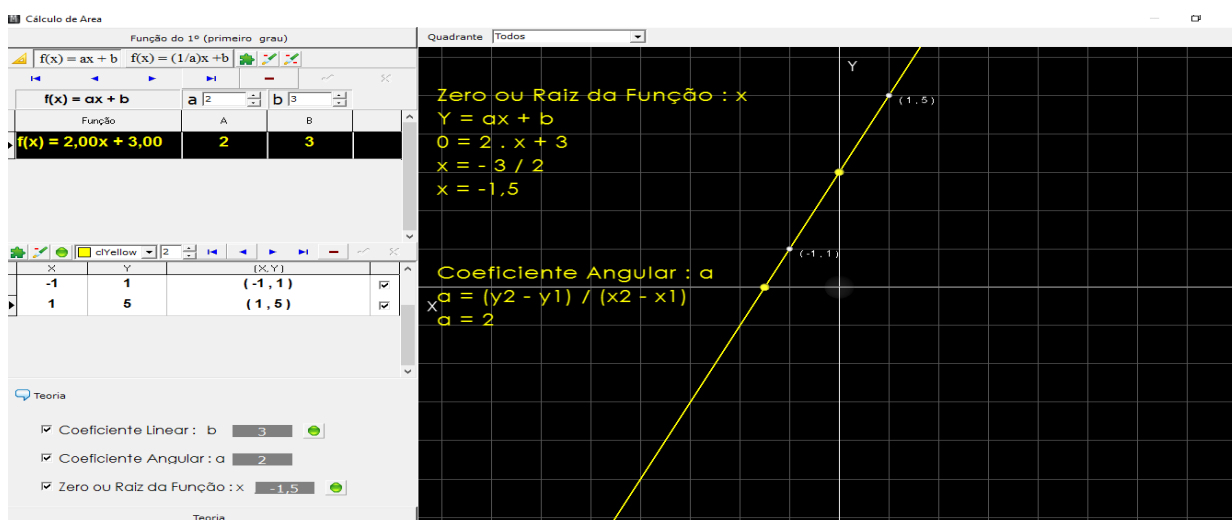 Cálculo de Area
Função do 1º (primeiro grau)
f(x) = ax + b f(x) = (1/a)x +b
f(x) = ax + b a 2 b 3
Função A B
f(x) = 2,00x + 3,00 2 3
clYellow 2
X Y (X,Y)
-1 1 ( -1 , 1 )
1 5 ( 1 , 5 )
Teoria
Coeficiente Linear : b 3
Coeficiente Angular : a 2
Zero ou Raiz da Função : x -1,5
Teoria
Quadrante Todos
Y
Zero ou Raiz da Função : x
Y = ax + b
0 = 2 . x + 3
x = - 3 / 2
x = -1,5
( 1 , 5 )
( -1 , 1 )
Coeficiente Angular : a
X
a = (y2 - y1) / (x2 - x1)
a = 2